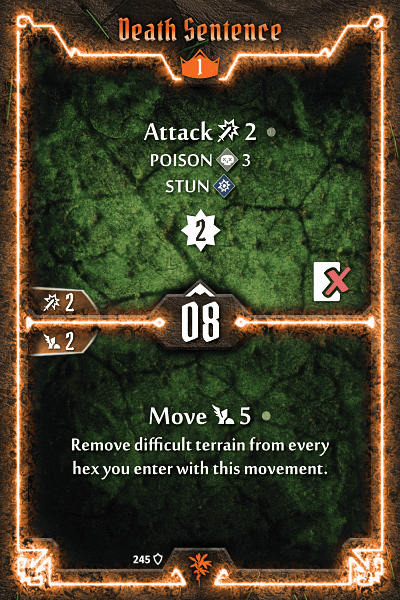 Death Sentence
1
Attack 2
POISON 3
STUN
2
2
08
2
Move 5
Remove difficult terrain from every
hex you enter with this movement.
245